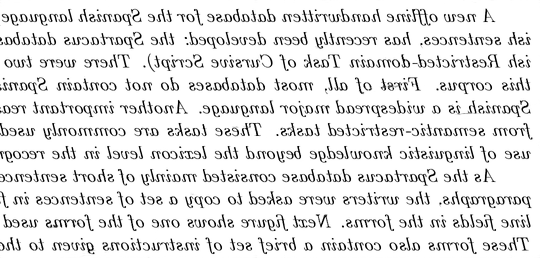 A new offline handwritten database for the Spanish language
ish sentences, has recently been developed: the Spartacus databas
ish Restricted-domain Task of Cursive Script). There were two
this corpus. First of all, most databases do not contain Spani
Spanish is a widespread major language. Another important rea
from semantic-restricted tasks. These tasks are commonly used
use of linguistic knowledge beyond the lexicon level in the recogn
As the Spartacus database consisted mainly of short sentence
paragraphs, the writers were asked to copy a set of sentences in f
line fields in the forms. Next figure shows one of the forms used
These forms also contain a brief set of instructions given to the